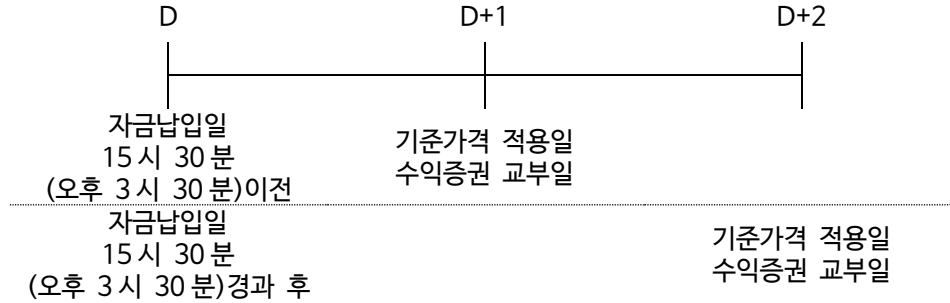 D D+1 D+2
자금납입일
15시 30분
(오후 3시 30분)이전
기준가격 적용일
수익증권 교부일
자금납입일
15시 30분
(오후 3시 30분)경과 후
기준가격 적용일
수익증권 교부일